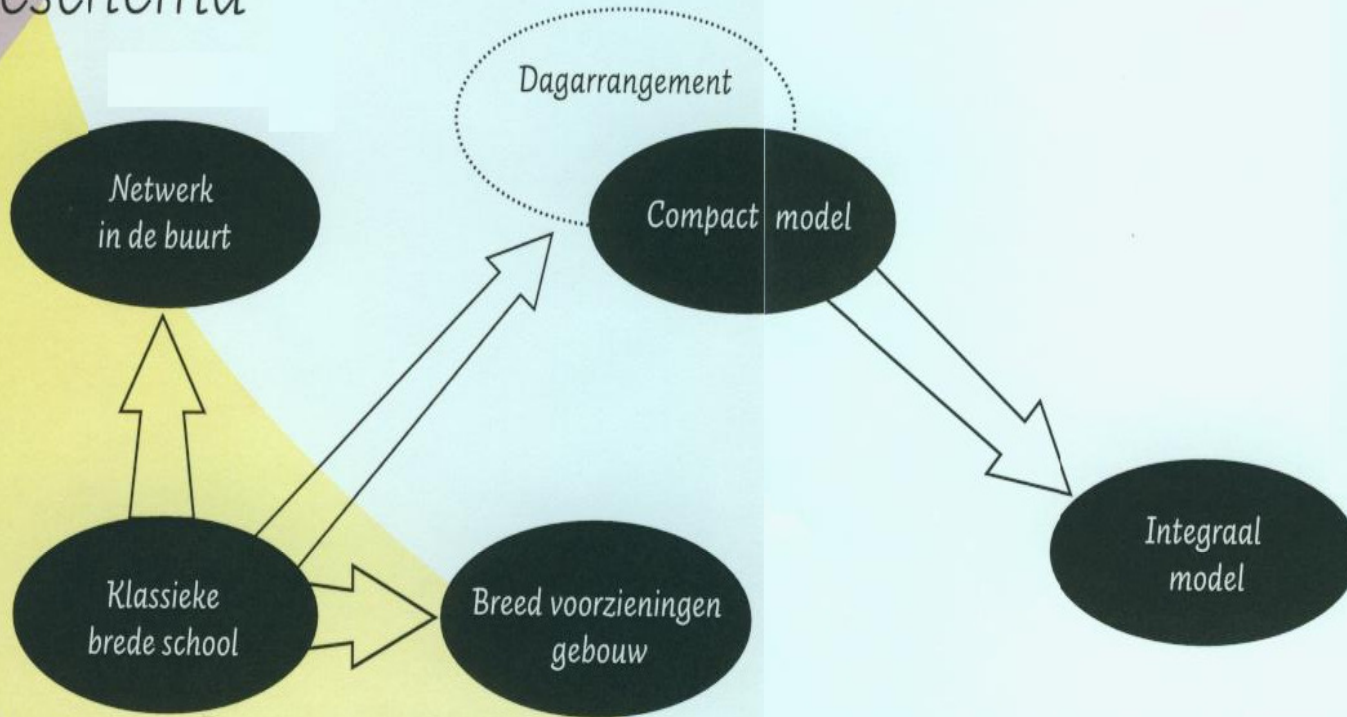 Dagarrangement
Netwerk
in de buurt
Compact model
Klassieke
brede school
Breed voorzieningen
gebouw
Integraal
model